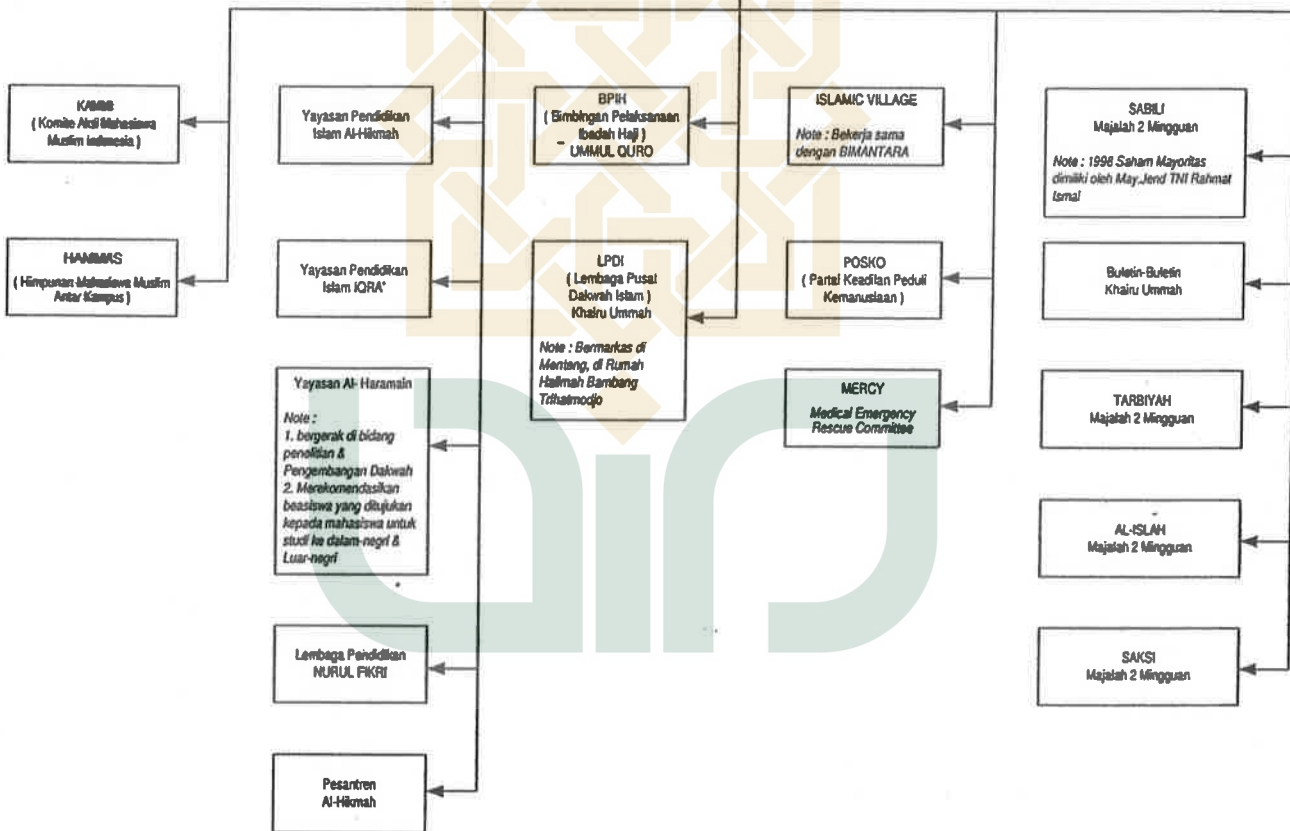 KAMMI
( Komite Aksi Mahasiswa
Muslim Indonesia )
HAMMAS
( Himpunan Mahasiswa Muslim
Antar Kampus )
Yayasan Pendidikan
Islam Al-Hikmah
Yayasan Pendidikan
Islam IQRA'
Yayasan Al- Haramain
Note :
1. bergerak di bidang
penelitian &
Pengembangan Dakwah
2. Merekomendasikan
beasiswa yang ditujukan
kepada mahasiswa untuk
studi ke dalam-negri &
Luar-negri
Lembaga Pendidikan
NURUL FIKRI
Pesantren
Al-Hikmah
BPIH
( Bimbingan Pelaksanaan
Ibadah Haji )
UMMUL QURO
LPDI
( Lembaga Pusat
Dakwah Islam )
Khairu Ummah
Note : Bermarkas di
Menteng, di Rumah
Halimah Bambang
Trihatmodjo
ISLAMIC VILLAGE
Note : Bekerja sama
dengan BIMANTARA
POSKO
( Partai Keadilan Peduli
Kemanusiaan )
MERCY
Medical Emergency
Rescue Committee
SABILI
Majalah 2 Mingguan
Note : 1998 Saham Mayoritas
dimiliki oleh May.Jend TNI Rahmat
Ismai
Buletin-Buletin
Khairu Ummah
TARBIYAH
Majalah 2 Mingguan
AL-ISLAH
Majalah 2 Mingguan
SAKSI
Majalah 2 Mingguan